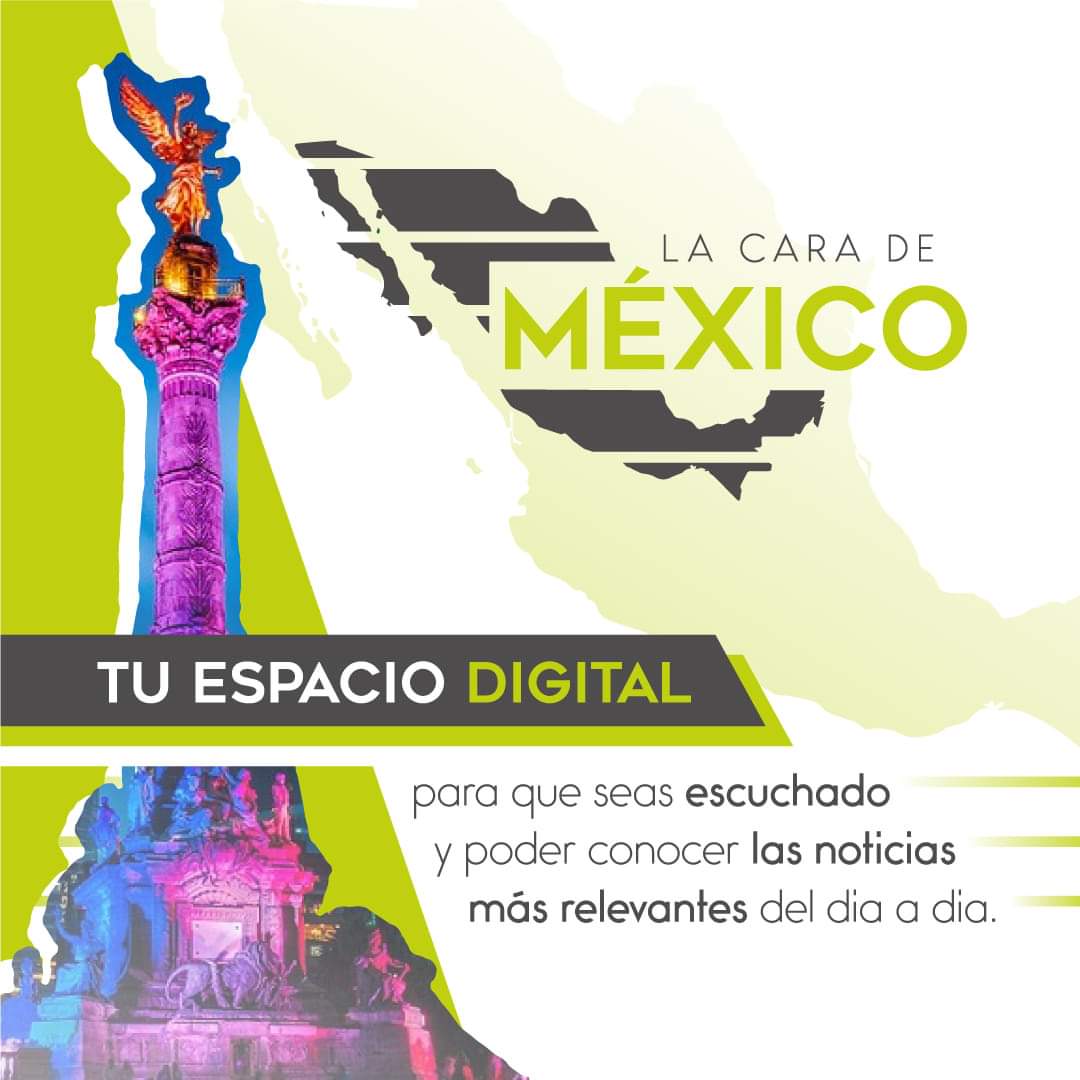 LA CARA DE
MÉXICO
TU ESPACIO DIGITAL
para que seas escuchado
y poder conocer las noticias
más relevantes del dia a dia.